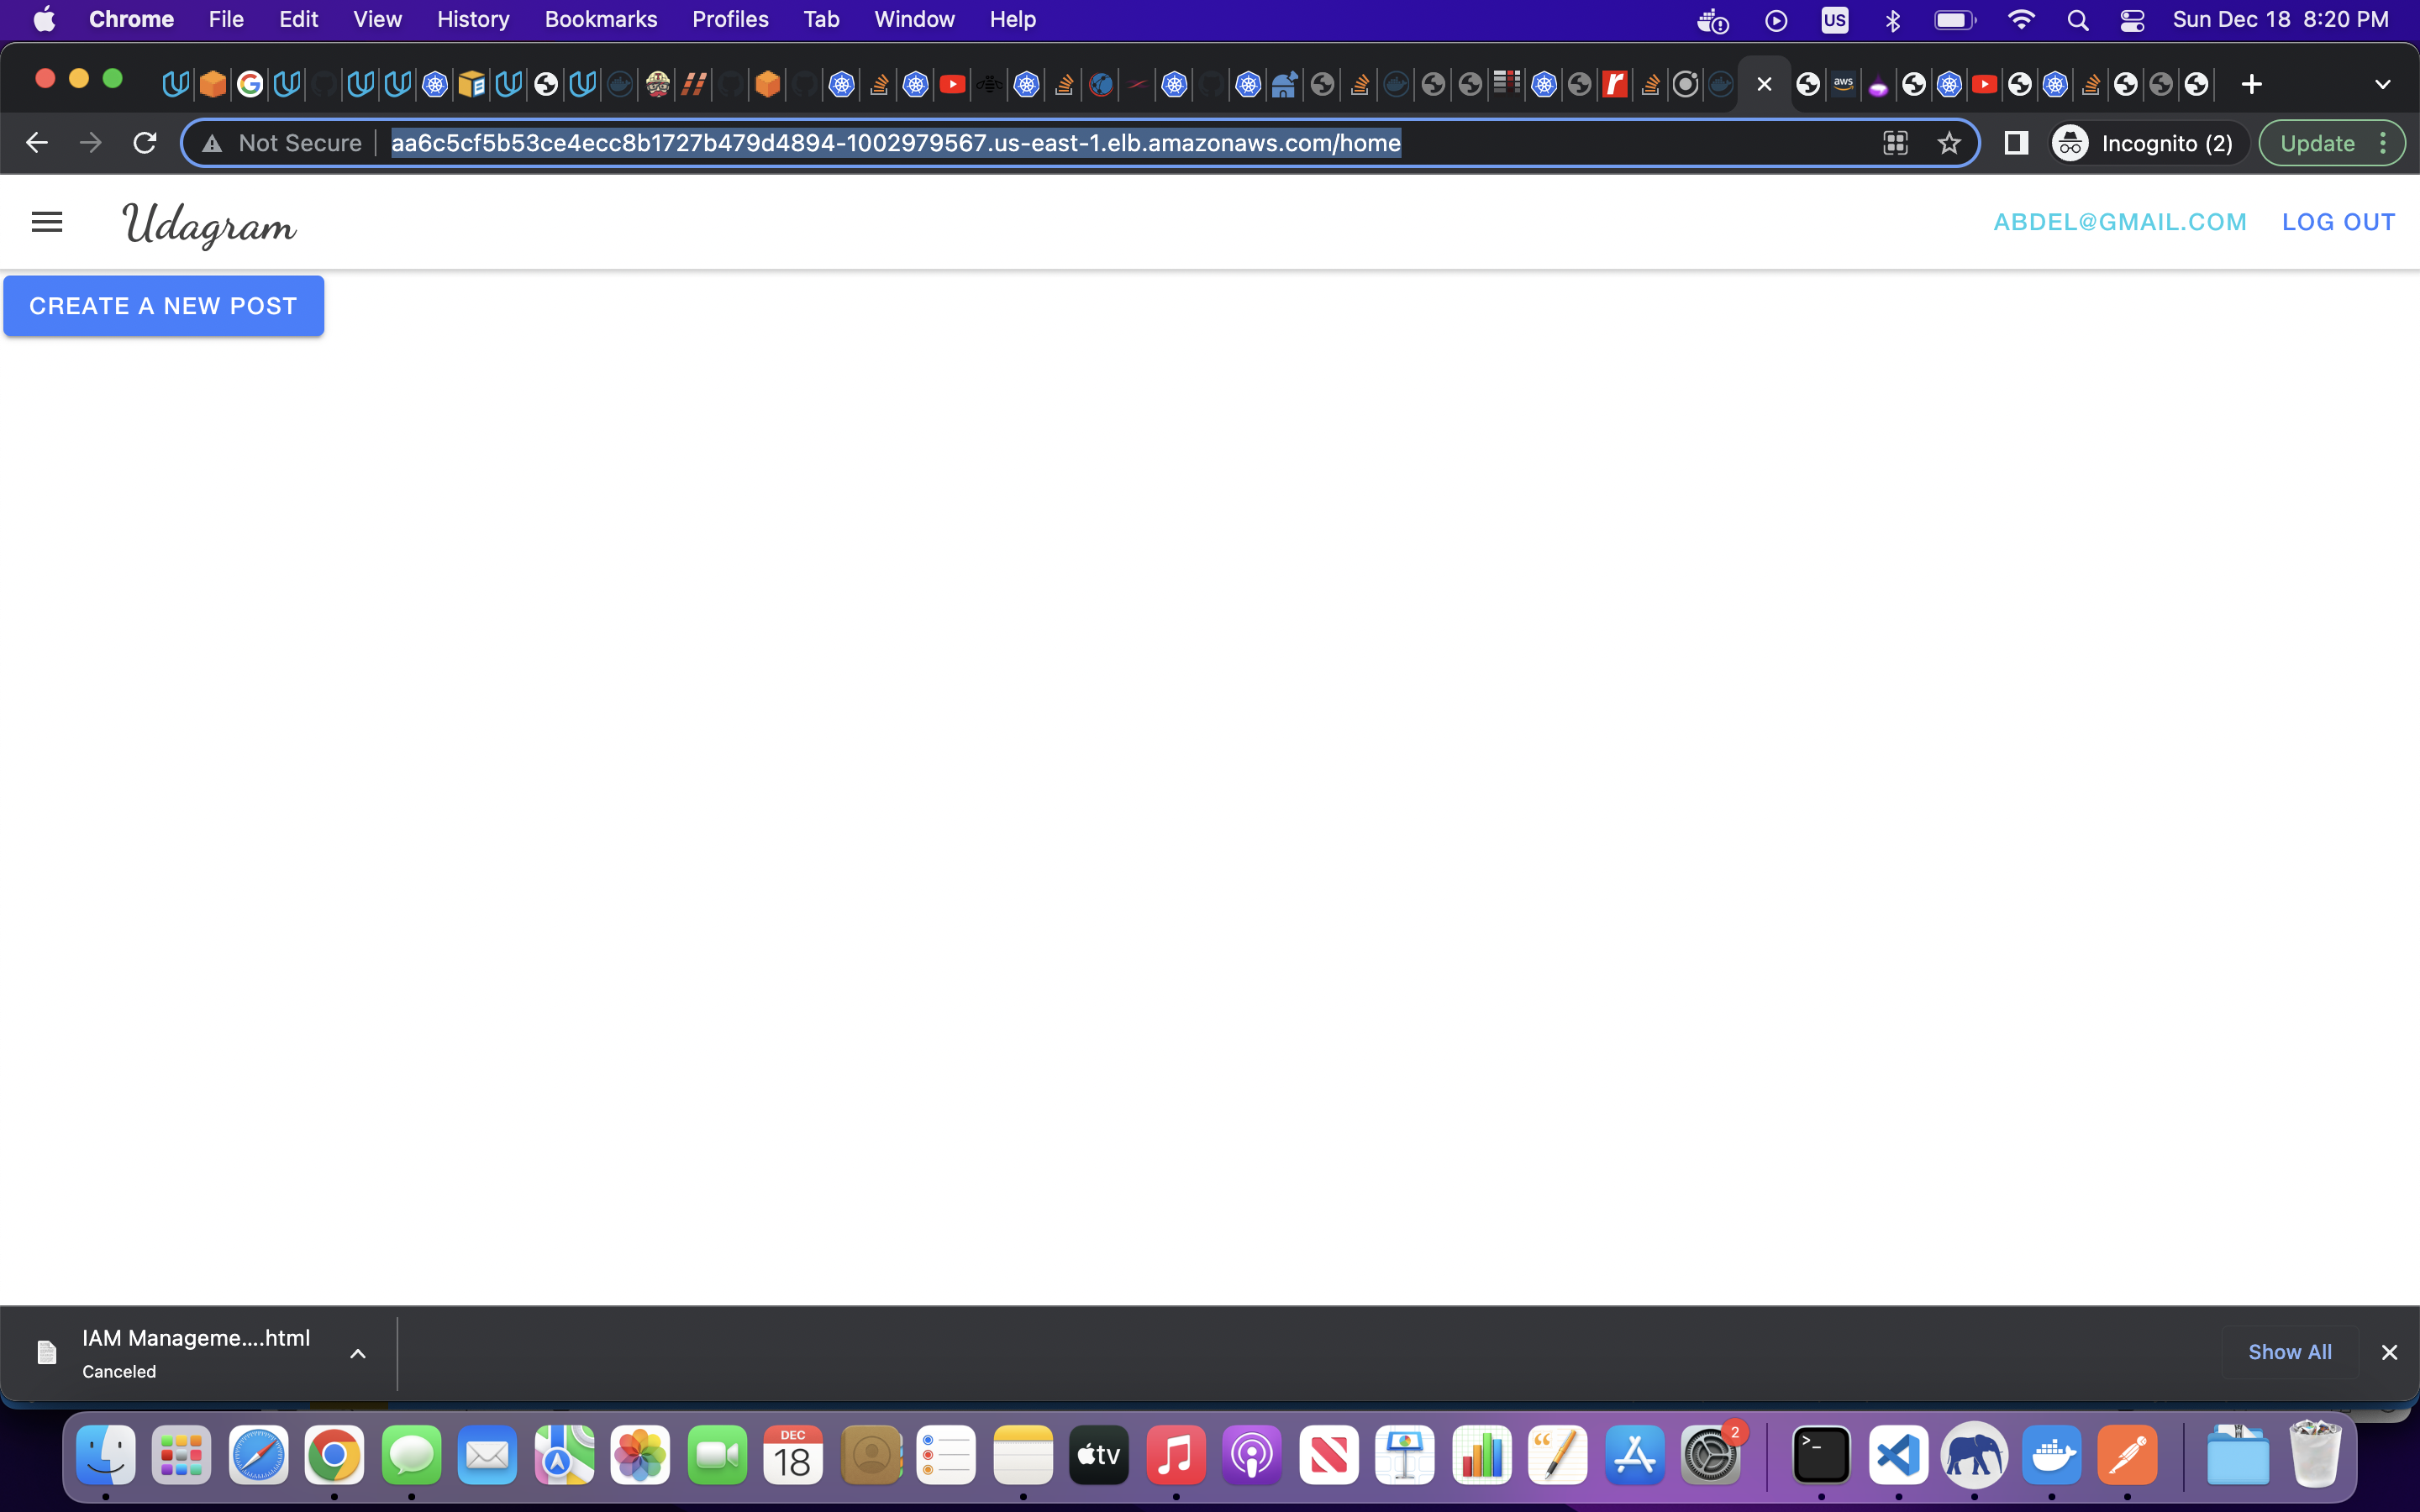 Chrome File Edit View History Bookmarks Profiles Tab Window Help US Sun Dec 18 8:20 PM
aws
Not Secure aa6c5cf5b53ce4ecc8b1727b479d4894-1002979567.us-east-1.elb.amazonaws.com/home Incognito (2) Update
Udagram ABDEL@GMAIL.COM LOG OUT
CREATE A NEW POST
IAM Manageme....html
Canceled
Show All
DEC
18
tv
2